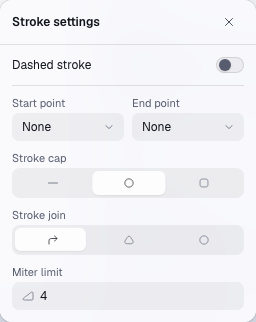 Stroke settings
Dashed stroke
Start point End point
None None
Stroke cap
Stroke join
Miter limit
4